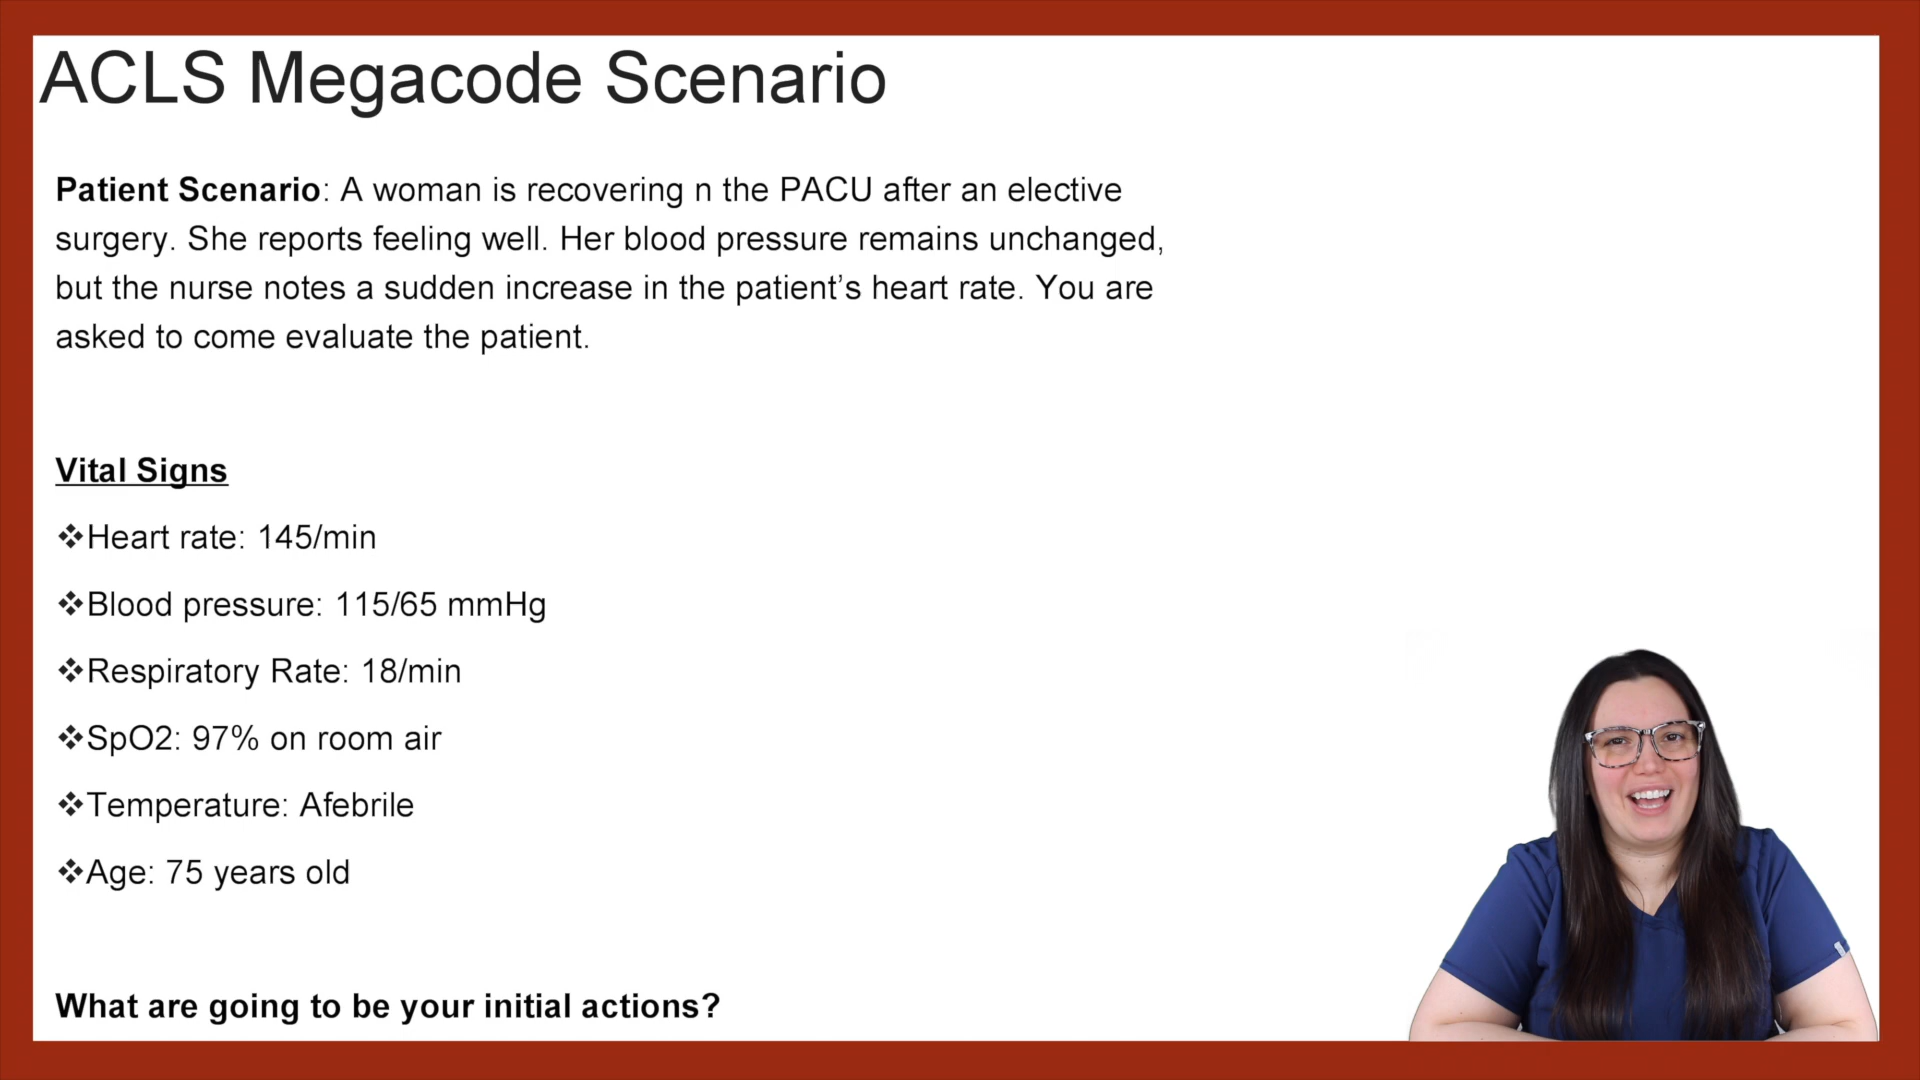 ACLS Megacode Scenario
Patient Scenario: A woman is recovering n the PACU after an elective
surgery. She reports feeling well. Her blood pressure remains unchanged,
but the nurse notes a sudden increase in the patient’s heart rate. You are
asked to come evaluate the patient.
Vital Signs
❖Heart rate: 145/min
❖Blood pressure: 115/65 mmHg
❖Respiratory Rate: 18/min
❖SpO2: 97% on room air
❖Temperature: Afebrile
❖Age: 75 years old
What are going to be your initial actions?